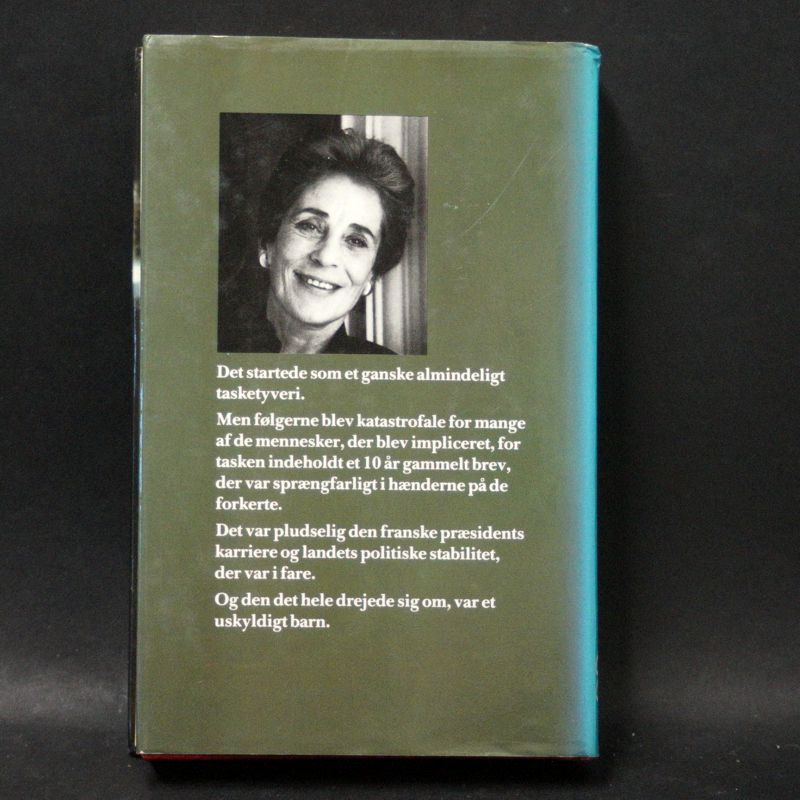 Det startede som et ganske almindeligt
tasketyveri.
Men følgerne blev katastrofale for mange
af de mennesker, der blev impliceret, for
tasken indeholdt et 10 år gammelt brev,
der var sprængfarligt i hænderne på de
forkerte.
Det var pludselig den franske præsidents
karriere og landets politiske stabilitet,
der var i fare.
Og den det hele drejede sig om, var et
uskyldigt barn.